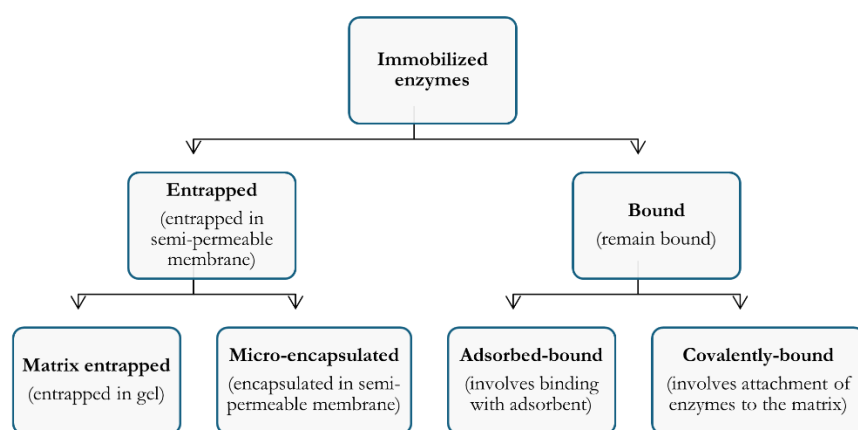 Immobilized
enzymes
Entrapped
(entrapped in
semi-permeable
membrane)
Bound
(remain bound)
Matrix entrapped
(entrapped in gel)
Micro-encapsulated
(encapsulated in semi-
permeable membrane)
Adsorbed-bound
(involves binding
with adsorbent)
Covalently-bound
(involves attachment of
enzymes to the matrix)